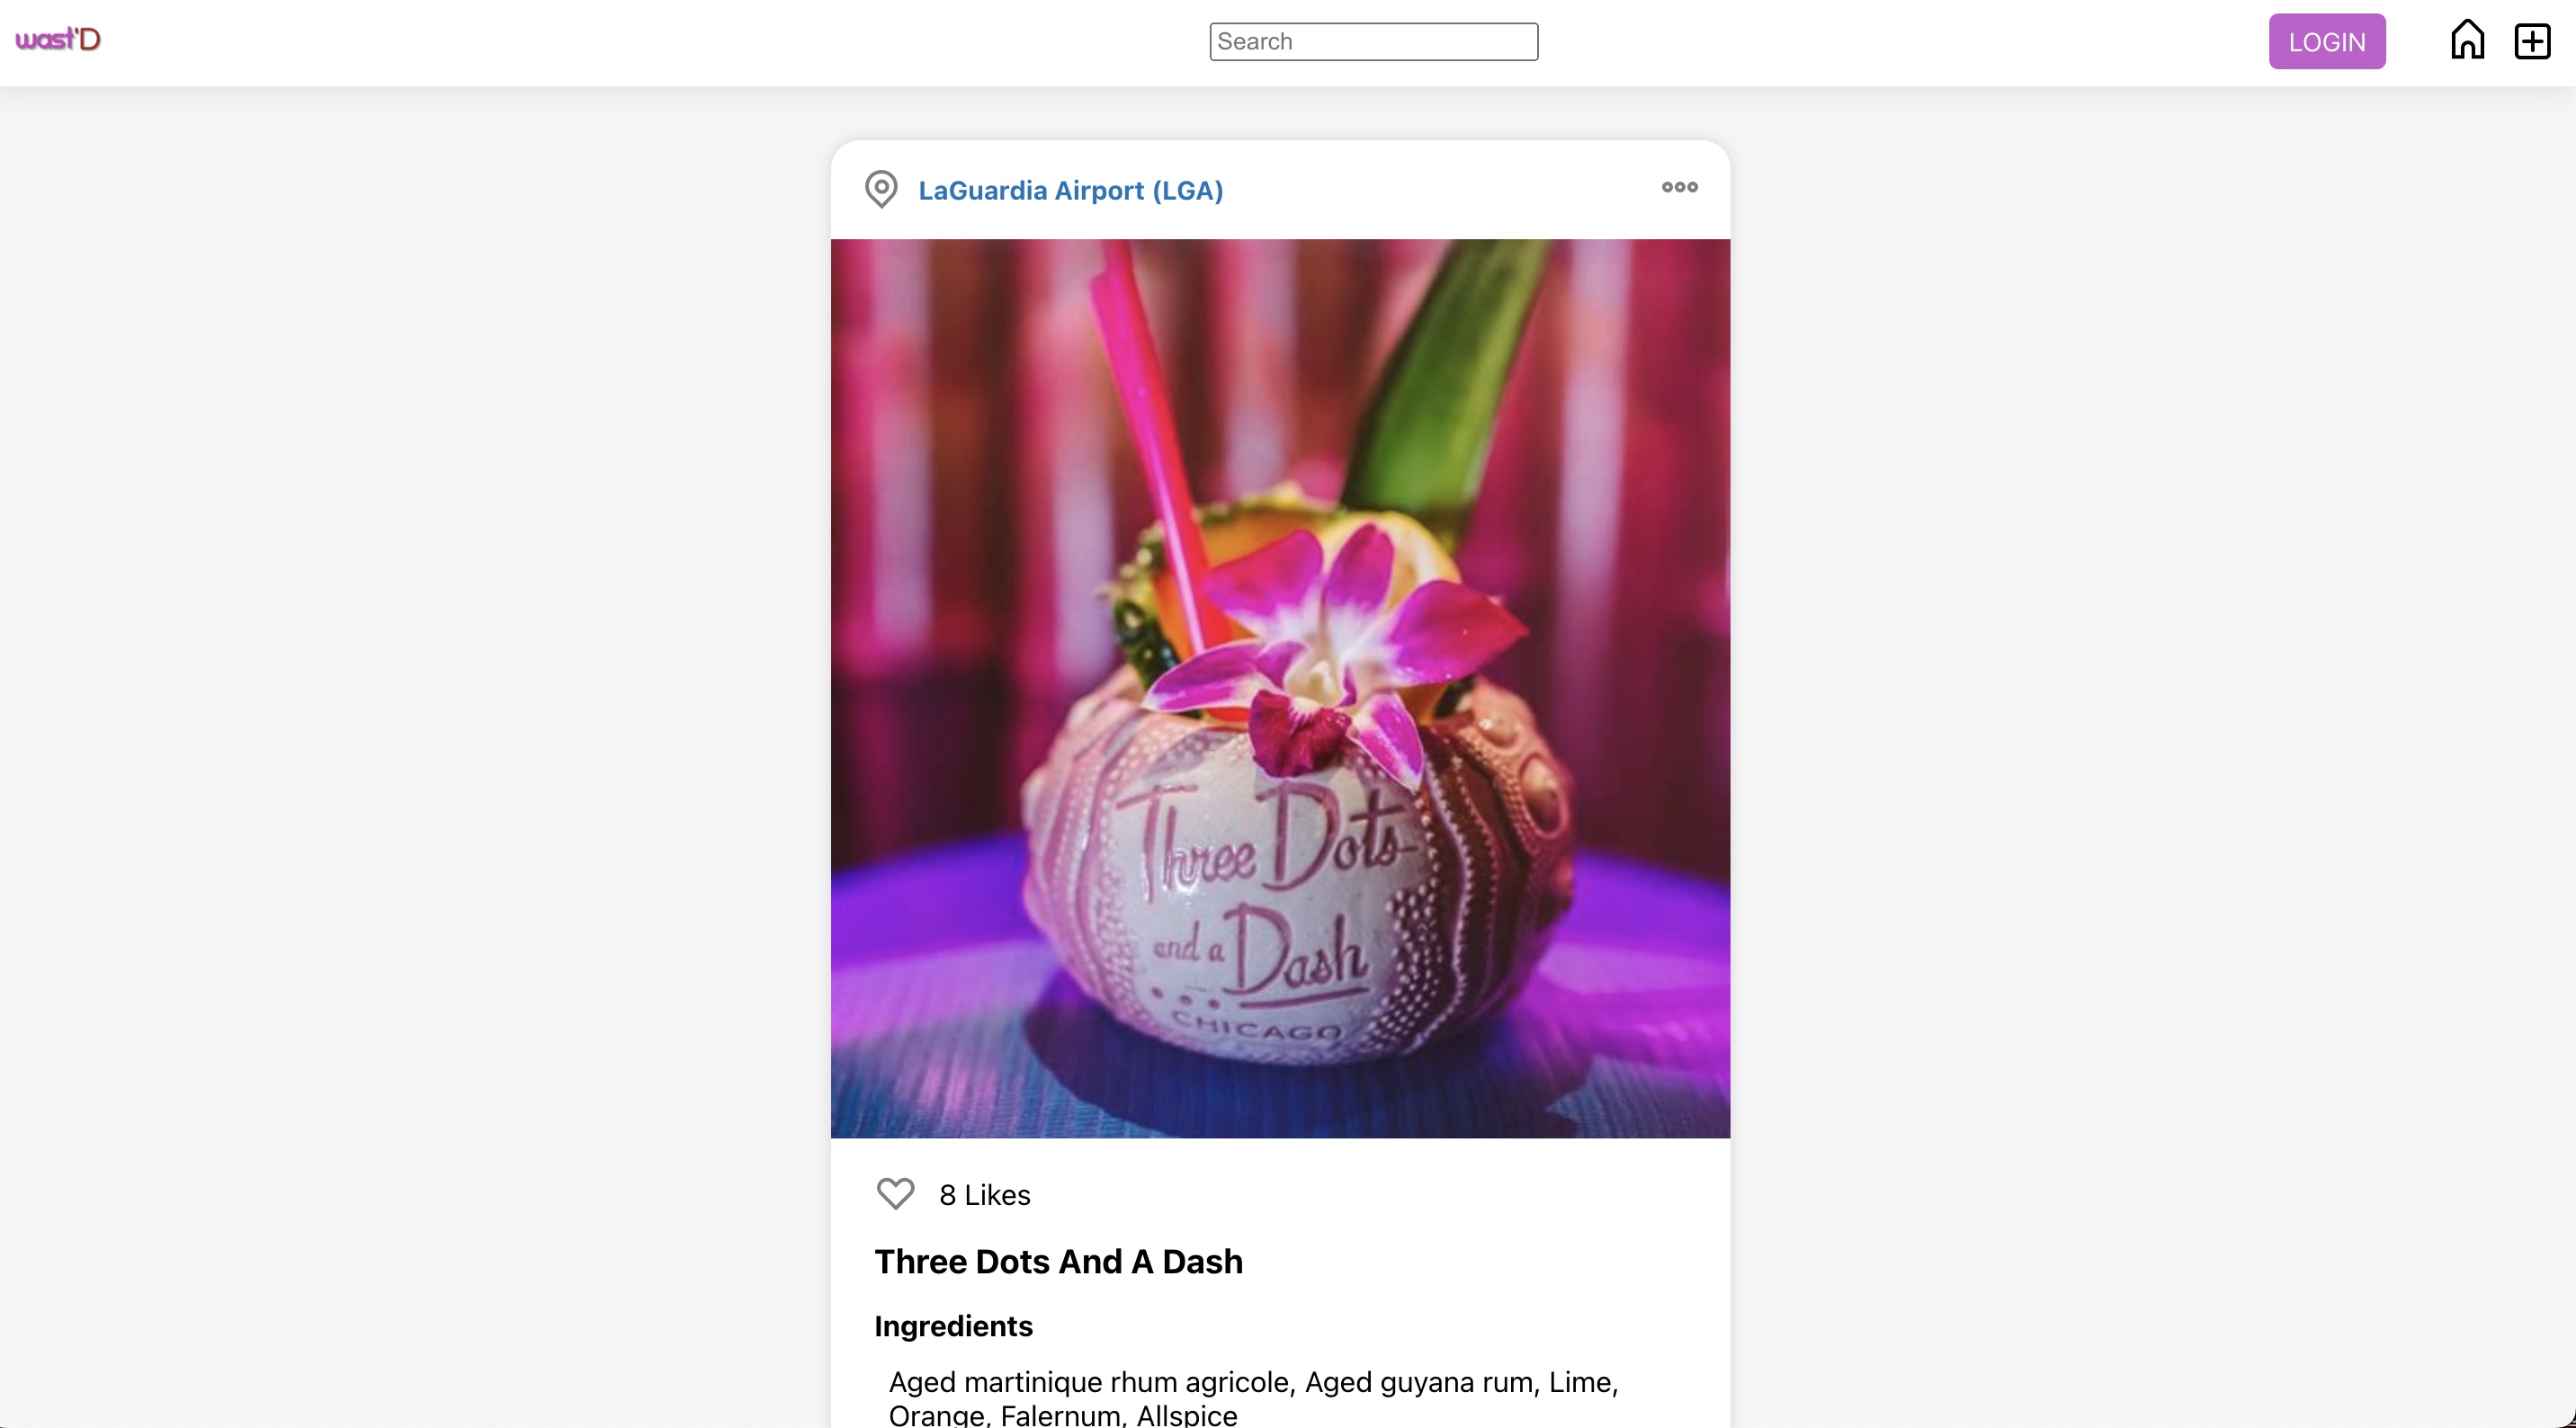 wast'D
Search
LOGIN
LaGuardia Airport (LGA)
Three Dots
and a Dash
CHICAGO
8 Likes
Three Dots And A Dash
Ingredients
Aged martinique rhum agricole, Aged guyana rum, Lime,
Orange, Falernum, Allspice